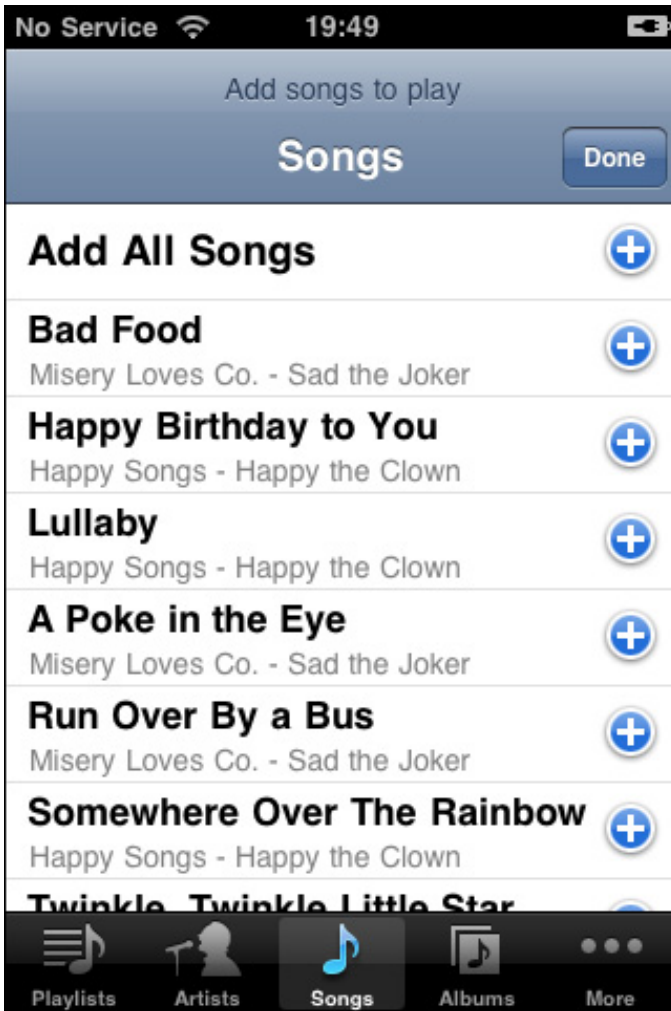 No Service 19:49
Add songs to play
Songs Done
Add All Songs
Bad Food
Misery Loves Co. - Sad the Joker
Happy Birthday to You
Happy Songs - Happy the Clown
Lullaby
Happy Songs - Happy the Clown
A Poke in the Eye
Misery Loves Co. - Sad the Joker
Run Over By a Bus
Misery Loves Co. - Sad the Joker
Somewhere Over The Rainbow
Happy Songs - Happy the Clown
Twinkle, Twinkle Little Star
Playlists Artists Songs Albums More